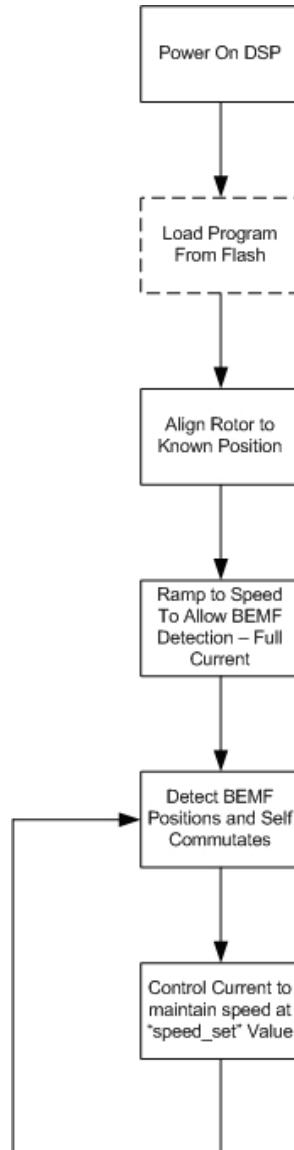 Power On DSP
Load Program
From Flash
Align Rotor to
Known Position
Ramp to Speed
To Allow BEMF
Detection – Full
Current
Detect BEMF
Positions and Self
Commutates
Control Current to
maintain speed at
"speed_set" Value